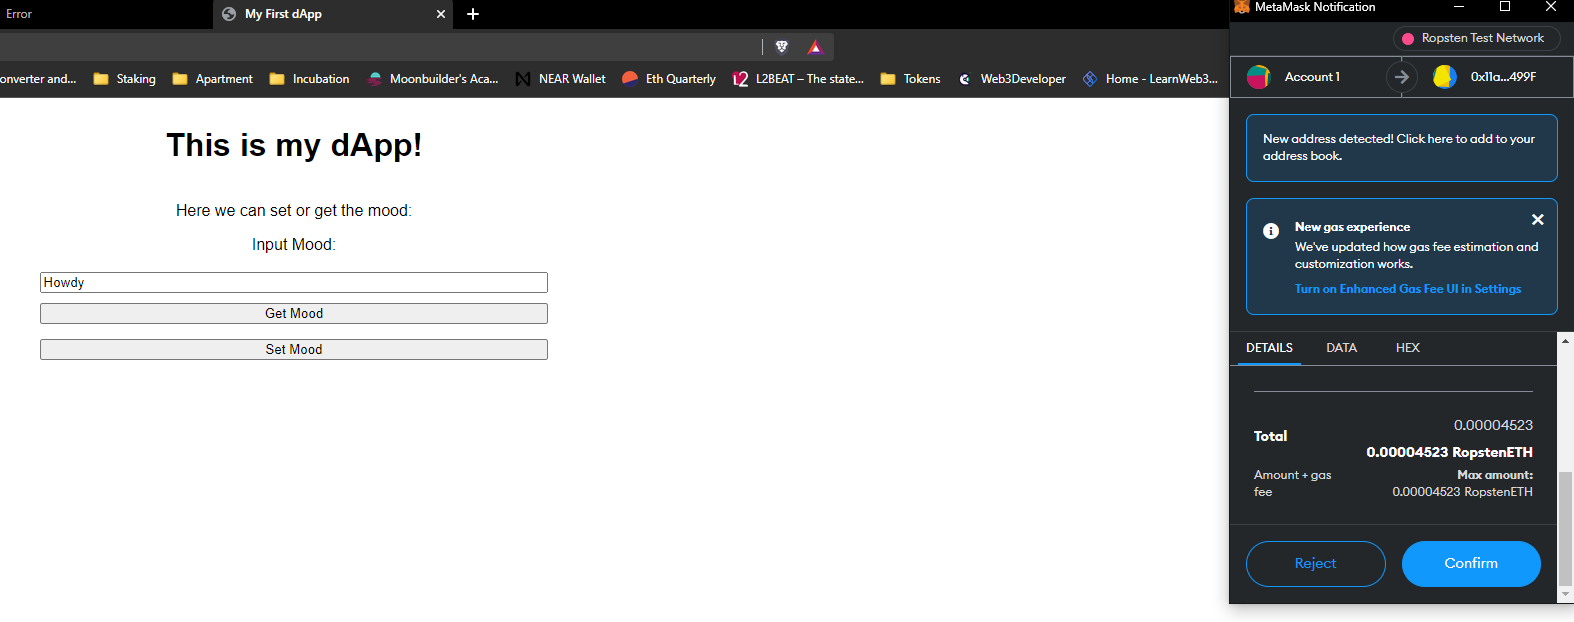 Error
My First dApp
onverter and...
Staking
Apartment
Incubation
Moonbuilder's Aca...
NEAR Wallet
Eth Quarterly
L2BEAT – The state...
Tokens
Web3Developer
Home - LearnWeb3...
This is my dApp!
Here we can set or get the mood:
Input Mood:
Howdy
Get Mood
Set Mood
MetaMask Notification
Ropsten Test Network
Account 1
0x11a...499F
New address detected! Click here to add to your
address book.
New gas experience
We've updated how gas fee estimation and
customization works.
Turn on Enhanced Gas Fee UI in Settings
DETAILS
DATA
HEX
0.00004523
Total
0.00004523 RopstenETH
Amount + gas
fee
Max amount:
0.00004523 RopstenETH
Reject
Confirm